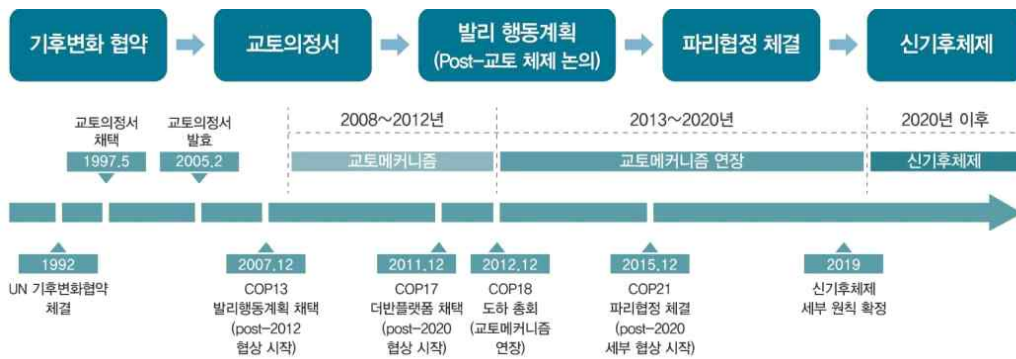 기후변화 협약
교토의정서
발리 행동계획
(Post-교토 체제 논의)
파리협정 체결
신기후체제
교토의정서
채택
1997.5
교토의정서
발효
2005.2
2008~2012년
교토메커니즘
2013~2020년
교토메커니즘 연장
2020년 이후
신기후체제
1992
UN 기후변화협약
체결
2007.12
COP13
발리행동계획 채택
(post-2012
협상 시작)
2011.12
COP17
더반플랫폼 채택
(post-2020
협상 시작)
2012.12
COP18
도하 총회
(교토메커니즘
연장)
2015.12
COP21
파리협정 체결
(post-2020
세부 협상 시작)
2019
신기후체제
세부 원칙 확정